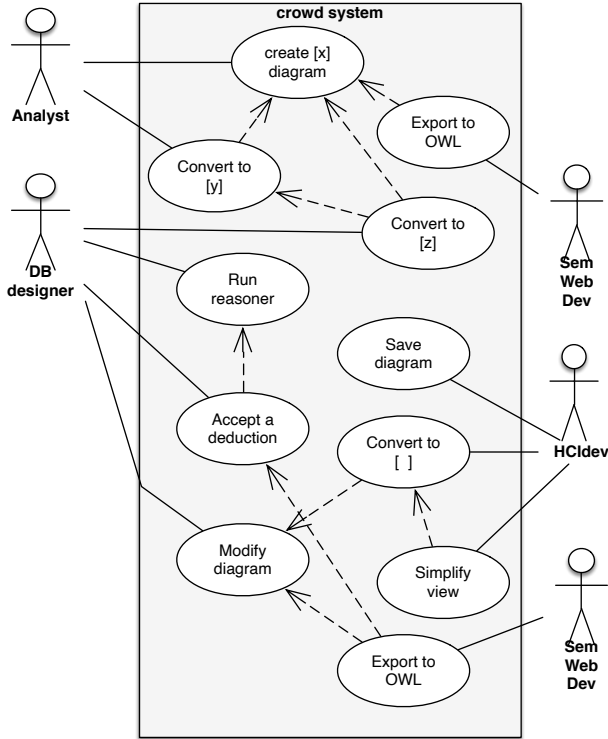 crowd system
create [x]
diagram
Analyst
Export to
OWL
Convert to
[y]
Convert to
[z]
DB
designer
Sem
Web
Dev
Run
reasoner
Save
diagram
Accept a
deduction
Convert to
[ ]
HCIdev
Modify
diagram
Simplify
view
Export to
OWL
Sem
Web
Dev